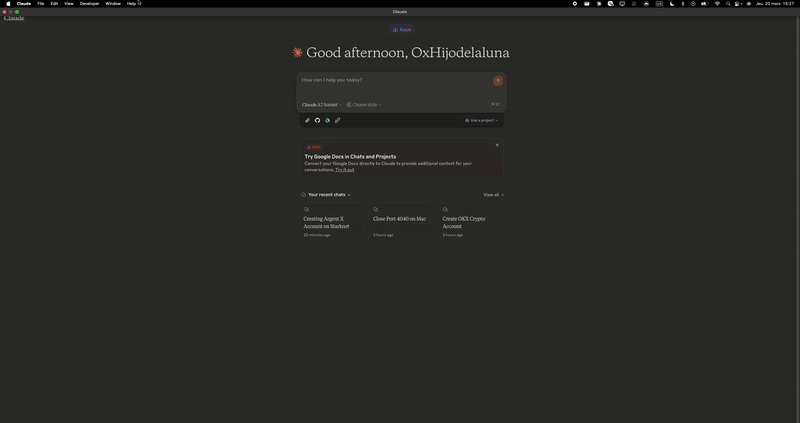 Claude File Edit View Developer Window Help Jeu. 20 mars 15:37
Claude
Claude
Good afternoon, OxHijodelaluna
How can I help you today?
Claude 3.7 Sonnet Choose style
Use a project
NEW
Try Google Docs in Chats and Projects
Connect your Google Docs directly to Claude to provide additional context for your
conversations. Try it out
Your recent chats View all
Creating Argent X
Account on Starknet
20 minutes ago
Close Port 4040 on Mac
3 hours ago
Create OKX Crypto
Account
3 hours ago